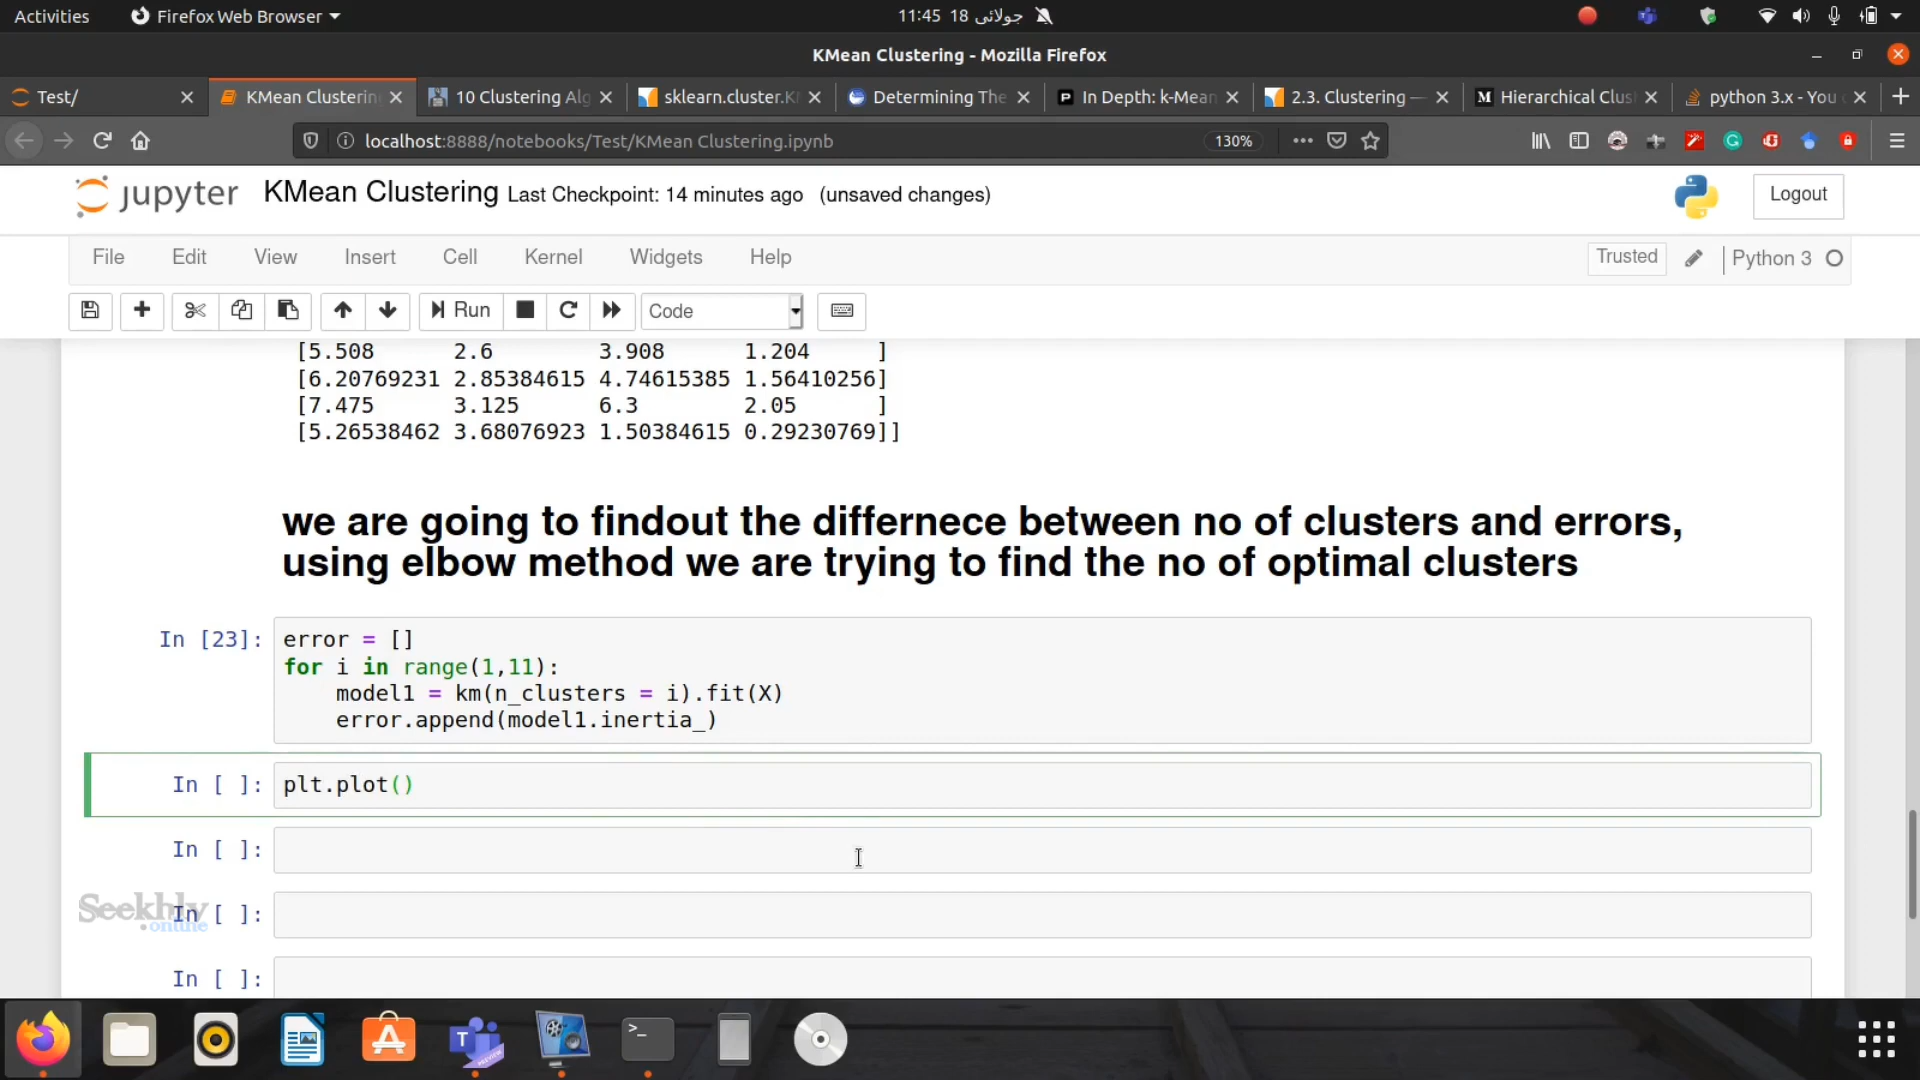 Activities Firefox Web Browser 11:45 18 جولائی
KMean Clustering - Mozilla Firefox
Test/ KMean Clusterin 10 Clustering Alg sklearn.cluster.K Determining The In Depth: k-Mean 2.3. Clustering — Hierarchical Clus python 3.x - You
localhost:8888/notebooks/Test/KMean Clustering.ipynb 130%
jupyter KMean Clustering Last Checkpoint: 14 minutes ago (unsaved changes) Logout
File Edit View Insert Cell Kernel Widgets Help Trusted Python 3
Run Code
[5.508 2.6 3.908 1.204 ]
[6.20769231 2.85384615 4.74615385 1.56410256]
[7.475 3.125 6.3 2.05 ]
[5.26538462 3.68076923 1.50384615 0.29230769]]
we are going to findout the differnece between no of clusters and errors,
using elbow method we are trying to find the no of optimal clusters
In [23]: error = []
for i in range(1,11):
model1 = km(n_clusters = i).fit(X)
error.append(model1.inertia_)
In [ ]: plt.plot()
In [ ]:
Seekhly
In [ ]:
.online
In [ ]: